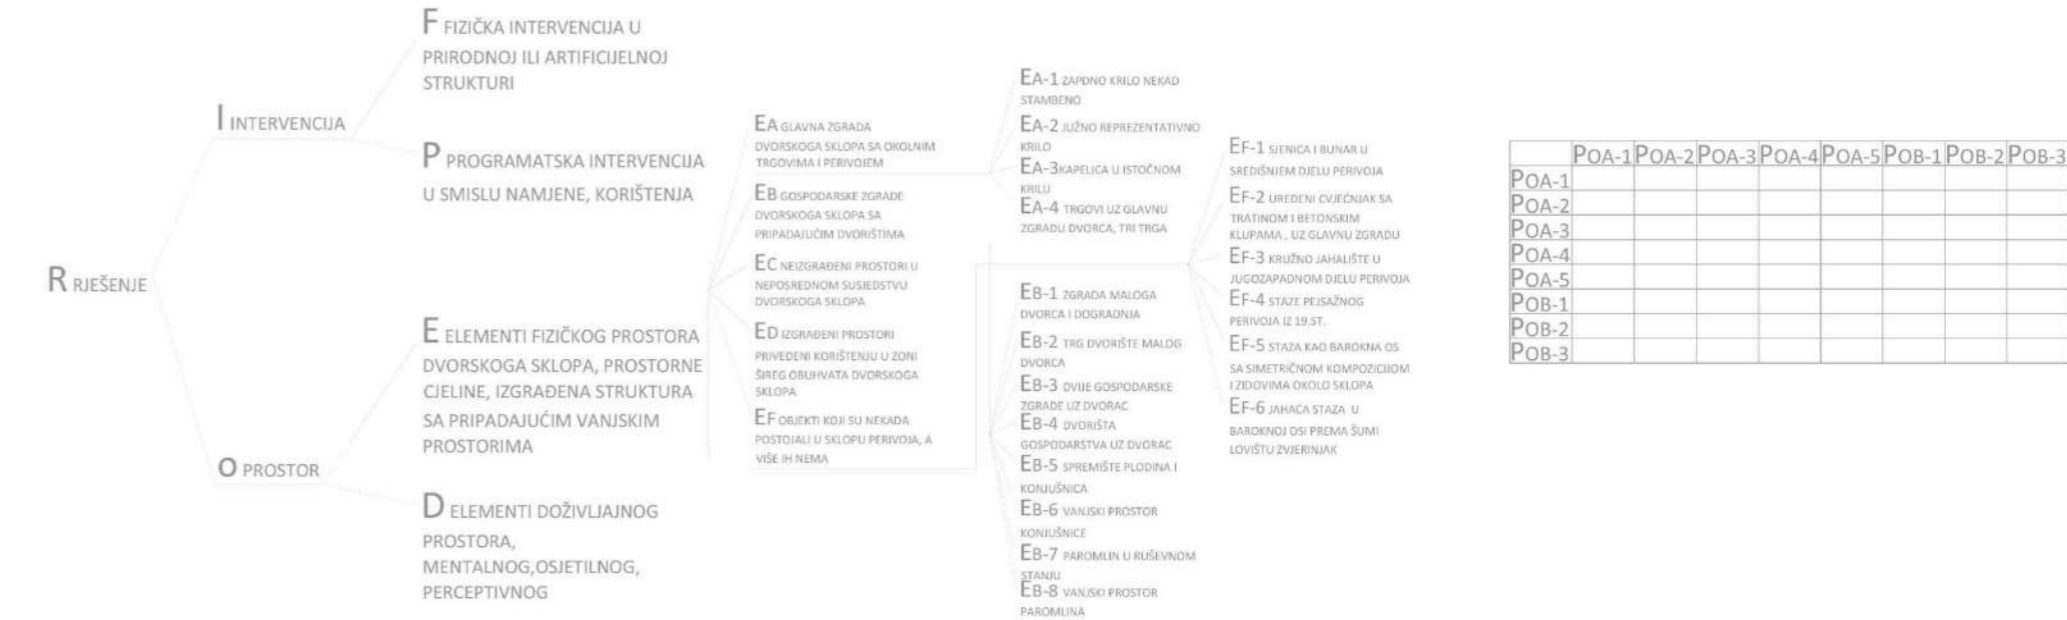 R RJEŠENJE
I INTERVENCIJA
O PROSTOR
F FIZIČKA INTERVENCIJA U
PRIRODNOJ ILI ARTIFICIJELNOJ
STRUKTURI
P PROGRAMATSKA INTERVENCIJA
U SMISLU NAMJENE, KORIŠTENJA
E ELEMENTI FIZIČKOG PROSTORA
DVORSKOGA SKLOPA, PROSTORNE
CJELINE, IZGRAĐENA STRUKTURA
SA PRIPADAJUĆIM VANJSKIM
PROSTORIMA
D ELEMENTI DOŽIVLJAJNOG
PROSTORA,
MENTALNOG,OSJETILNOG,
PERCEPTIVNOG
EA GLAVNA ZGRADA
DVORSKOGA SKLOPA SA OKOLNIM
TRGOVIMA I PERIVOJEM
EB GOSPODARSKE ZGRADE
DVORSKOGA SKLOPA SA
PRIPADAJUĆIM DVORIŠTIMA
EC NEIZGRAĐENI PROSTORI U
NEPOSREDNOM SUSJEDSTVU
DVORSKOGA SKLOPA
ED IZGRAĐENI PROSTORI
PRIVEDENI KORIŠTENJU U ZONI
ŠIREG OBUHVATA DVORSKOGA
SKLOPA
EF OBJEKTI KOJI SU NEKADA
POSTOJALI U SKLOPU PERIVOJA, A
VIŠE IH NEMA
EA-1 ZAPDNO KRILO NEKAD
STAMBENO
EA-2 JUŽNO REPREZENTATIVNO
KRILO
EA-3KAPELICA U ISTOČNOM
KRILU
EA-4 TRGOVI UZ GLAVNU
ZGRADU DVORCA, TRI TRGA
EB-1 ZGRADA MALOGA
DVORCA I DOGRADNJA
EB-2 TRG DVORIŠTE MALOG
DVORCA
EB-3 DVIJE GOSPODARSKE
ZGRADE UZ DVORAC
EB-4 DVORIŠTA
GOSPODARSTVA UZ DVORAC
EB-5 SPREMIŠTE PLODINA I
KONJUŠNICA
EB-6 VANJSKI PROSTOR
KONJUŠNICE
EB-7 PAROMLIN U RUŠEVNOM
STANJU
EB-8 VANJSKI PROSTOR
PAROMLINA
EF-1 SJENICA I BUNAR U
SREDIŠNJEM DJELU PERIVOJA
EF-2 UREĐENI CVJEĆNJAK SA
TRATINOM I BETONSKIM
KLUPAMA , UZ GLAVNU ZGRADU
EF-3 KRUŽNO JAHALIŠTE U
JUGOZAPADNOM DJELU PERIVOJA
EF-4 STAZE PEJSAŽNOG
PERIVOJA IZ 19.ST.
EF-5 STAZA KAO BAROKNA OS
SA SIMETRIČNOM KOMPOZICIJOM
I ZIDOVIMA OKOLO SKLOPA
EF-6 JAHAĆA STAZA U
BAROKNOJ OSI PREMA ŠUMI
LOVIŠTU ZVJERINJAK
POA-1 POA-2 POA-3 POA-4 POA-5 POB-1 POB-2 POB-3
POA-1
POA-2
POA-3
POA-4
POA-5
POB-1
POB-2
POB-3